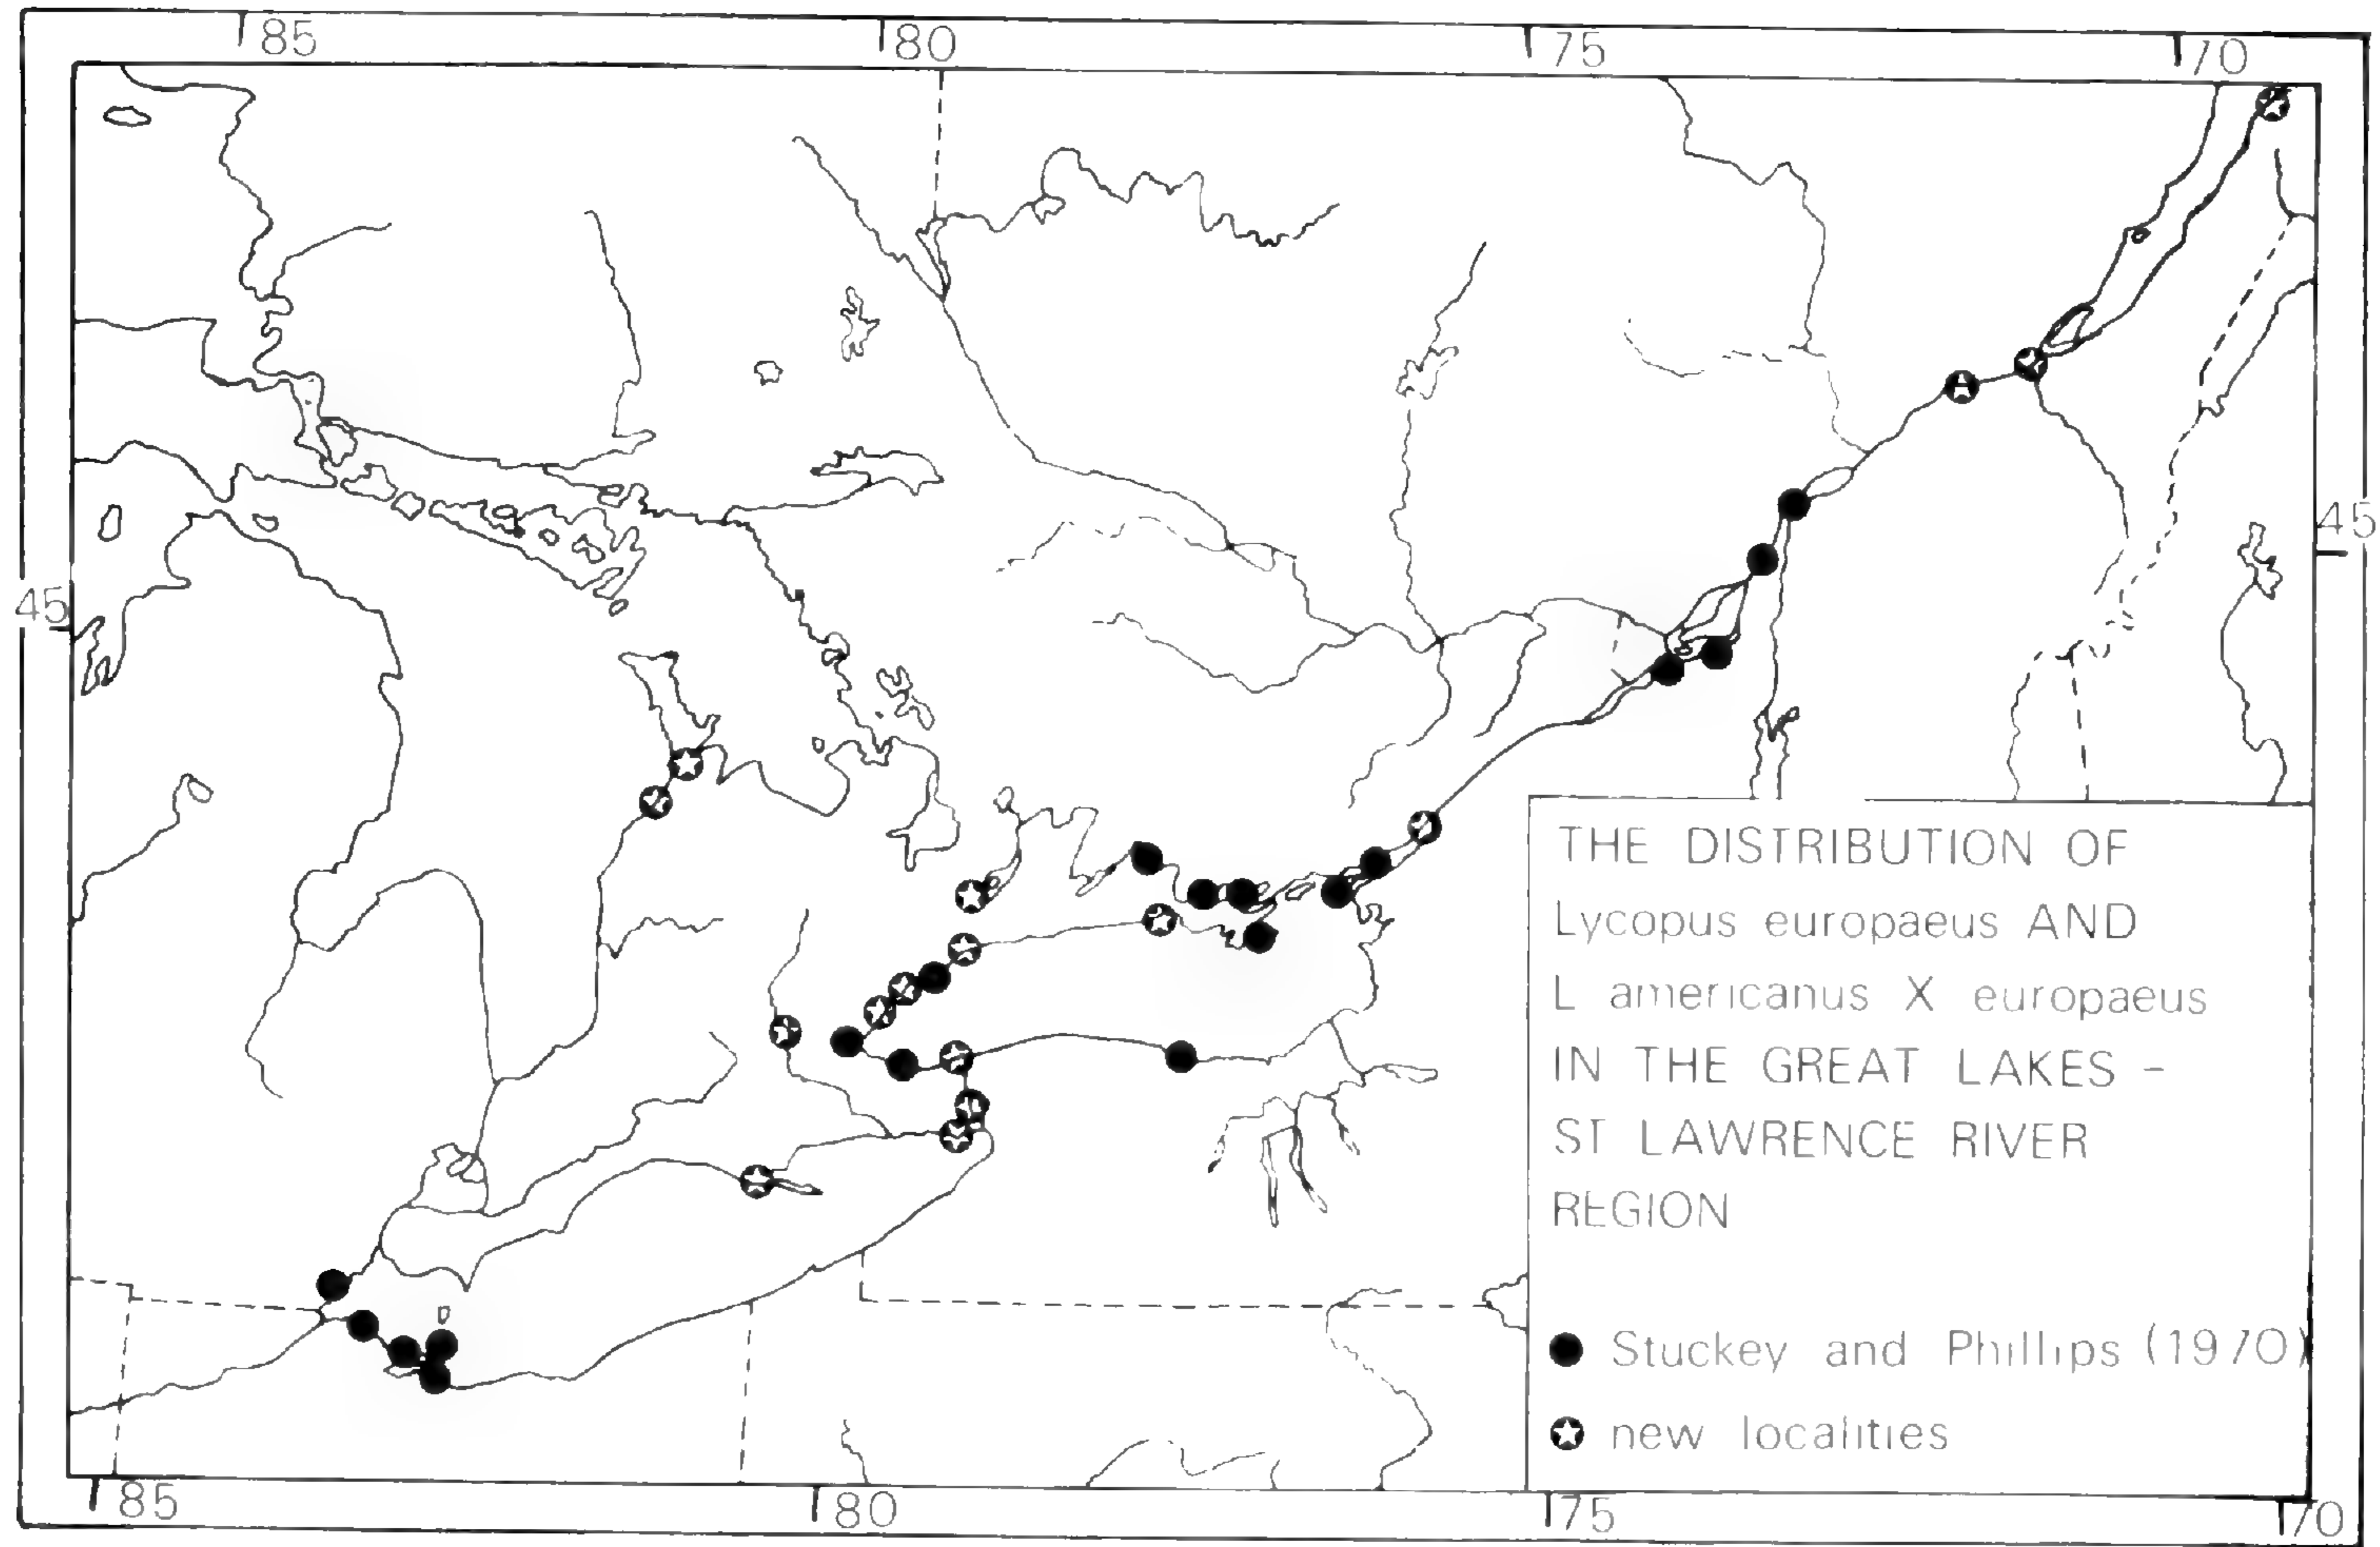 85 80 75 70
45
45
THE DISTRIBUTION OF
Lycopus europaeus AND
L americanus X europaeus
IN THE GREAT LAKES -
ST LAWRENCE RIVER
REGION
Stuckey and Phillips (1970)
new localities
85 80 75 70